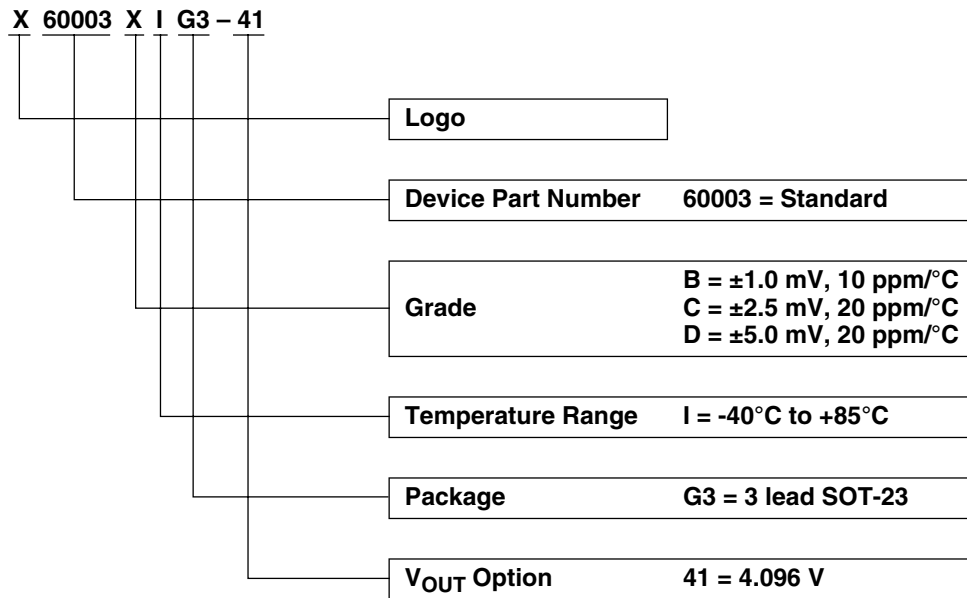 X 60003 X I G3 – 41
Logo
Device Part Number 60003 = Standard
Grade
B = ±1.0 mV, 10 ppm/°C
C = ±2.5 mV, 20 ppm/°C
D = ±5.0 mV, 20 ppm/°C
Temperature Range I = -40°C to +85°C
Package G3 = 3 lead SOT-23
VOUT Option 41 = 4.096 V